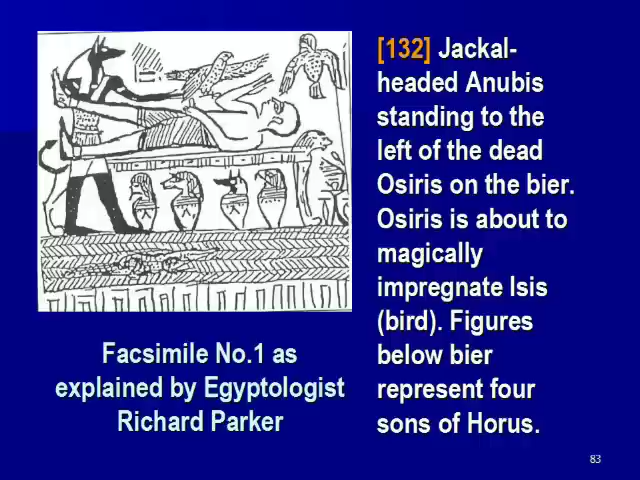 [132] Jackal-
headed Anubis
standing to the
left of the dead
Osiris on the bier.
Osiris is about to
magically
impregnate Isis
(bird). Figures
below bier
represent four
sons of Horus.
Facsimile No.1 as
explained by Egyptologist
Richard Parker
83